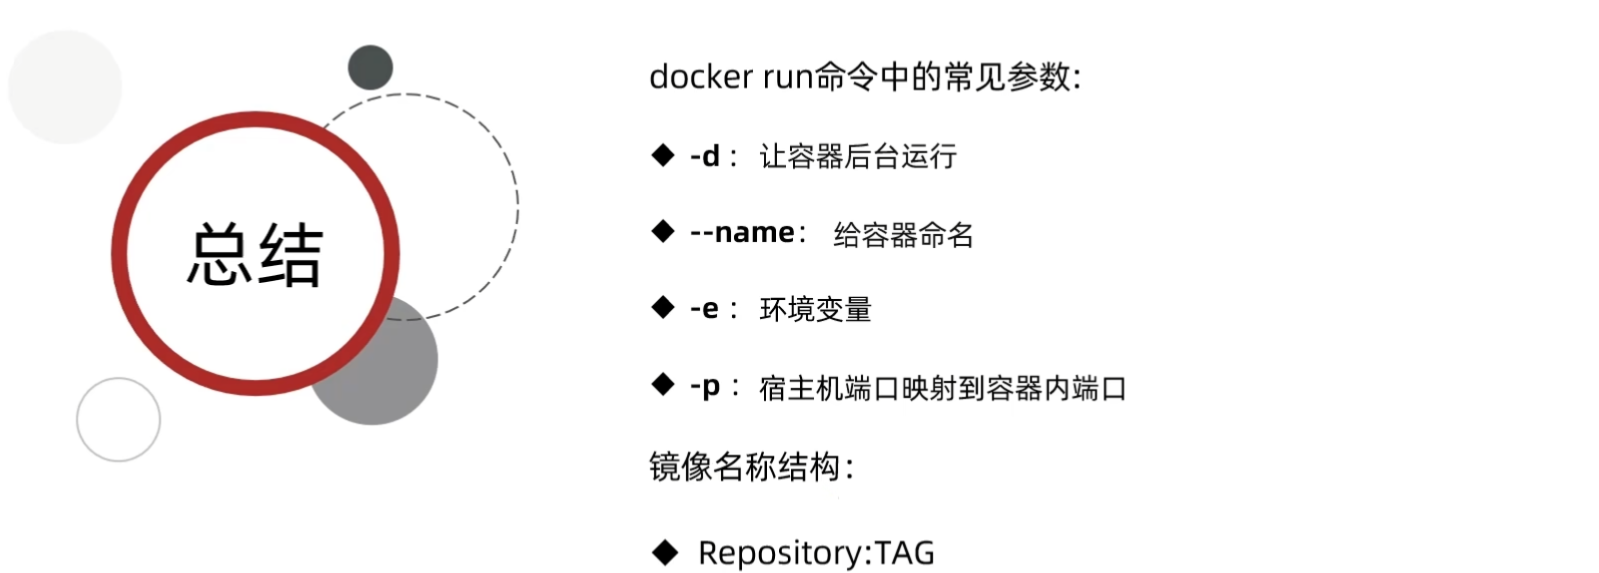 总结
docker run命令中的常见参数:
◆ -d： 让容器后台运行
◆ --name： 给容器命名
◆ -e： 环境变量
◆ -p： 宿主机端口映射到容器内端口
镜像名称结构：
◆ Repository:TAG